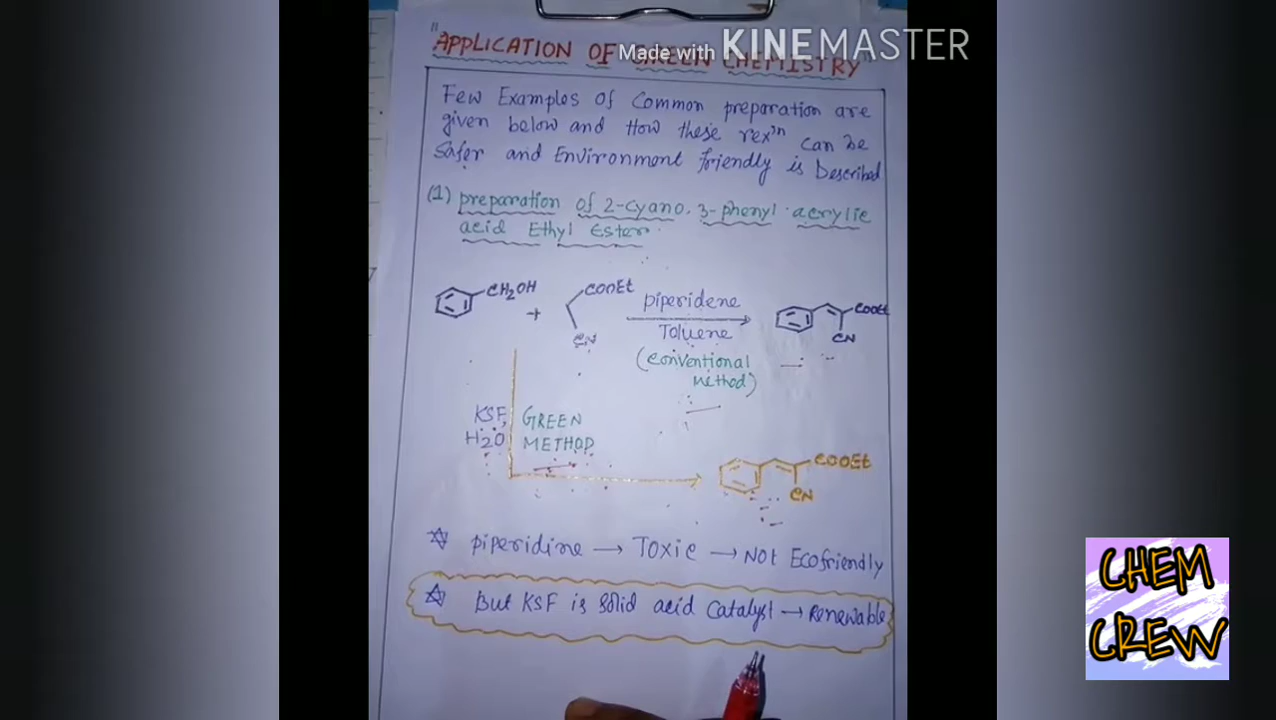 "APPLICATION OF GREEN CHEMISTRY"
Made with KINEMASTER
Few Examples of Common preparation are
given below and How these rexⁿ can be
Safer and Environment friendly is Described
(1) preparation of 2-cyano. 3-phenyl acrylic
acid Ethyl Ester.
CH₂OH
+
COOEt
CN
piperidene
Toluene
(conventional
Method)
COOEt
CN
KSF,
H₂O
GREEN
METHOD
COOEt
CN
piperidine → Toxic → Not Ecofriendly
But KSF is Solid acid Catalyst → Renewable
CHEM
CREW